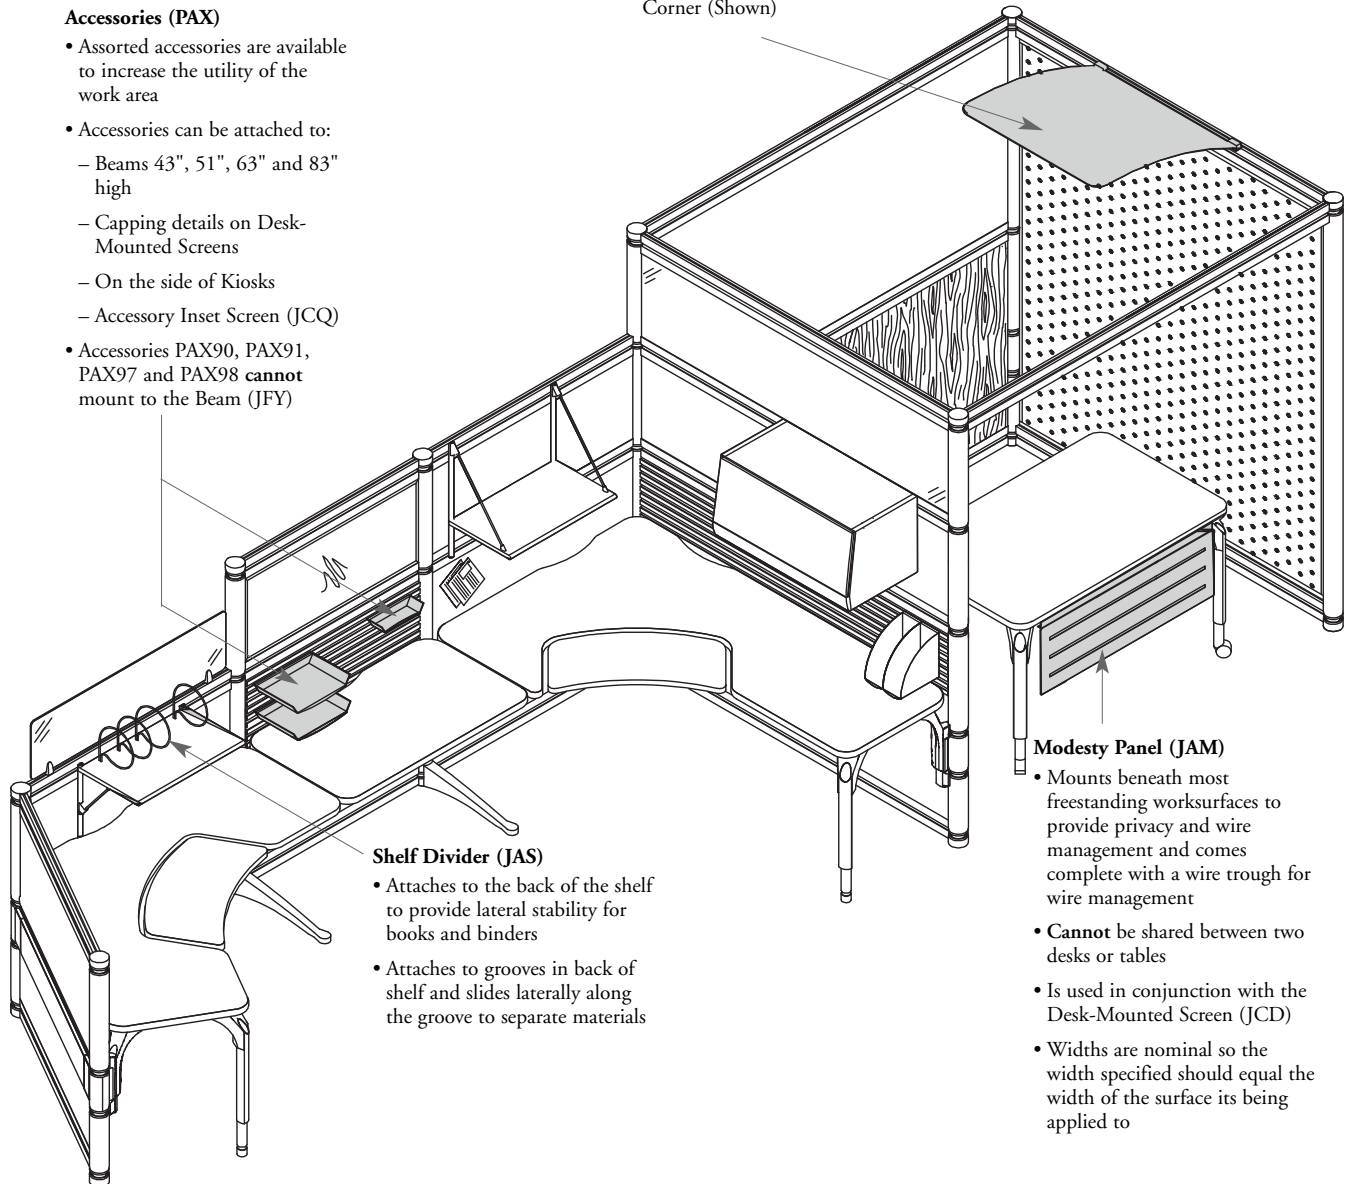 Accessories (PAX)
• Assorted accessories are available
to increase the utility of the
work area
• Accessories can be attached to:
– Beams 43", 51", 63" and 83"
high
– Capping details on Desk-
Mounted Screens
– On the side of Kiosks
– Accessory Inset Screen (JCQ)
• Accessories PAX90, PAX91,
PAX97 and PAX98 cannot
mount to the Beam (JFY)
Corner (Shown)
Shelf Divider (JAS)
• Attaches to the back of the shelf
to provide lateral stability for
books and binders
• Attaches to grooves in back of
shelf and slides laterally along
the groove to separate materials
Modesty Panel (JAM)
• Mounts beneath most
freestanding worksurfaces to
provide privacy and wire
management and comes
complete with a wire trough for
wire management
• Cannot be shared between two
desks or tables
• Is used in conjunction with the
Desk-Mounted Screen (JCD)
• Widths are nominal so the
width specified should equal the
width of the surface its being
applied to